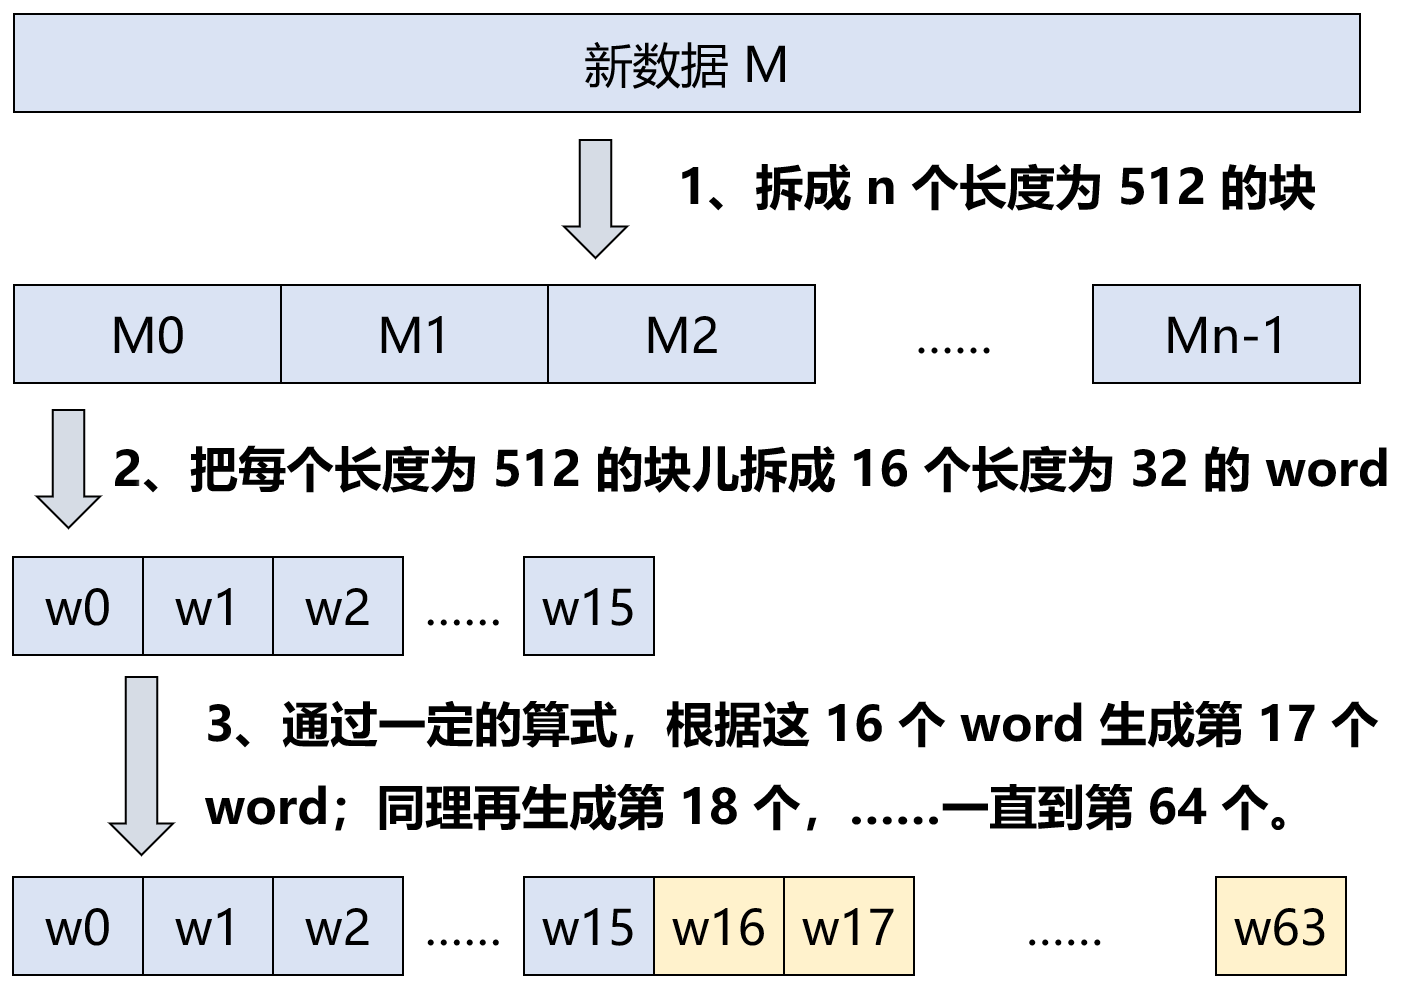 新数据 M
1、拆成 n 个长度为 512 的块
M0 M1 M2 …… Mn-1
2、把每个长度为 512 的块儿拆成 16 个长度为 32 的 word
w0 w1 w2 …… w15
3、通过一定的算式，根据这 16 个 word 生成第 17 个
word；同理再生成第 18 个，……一直到第 64 个。
w0 w1 w2 …… w15 w16 w17 …… w63